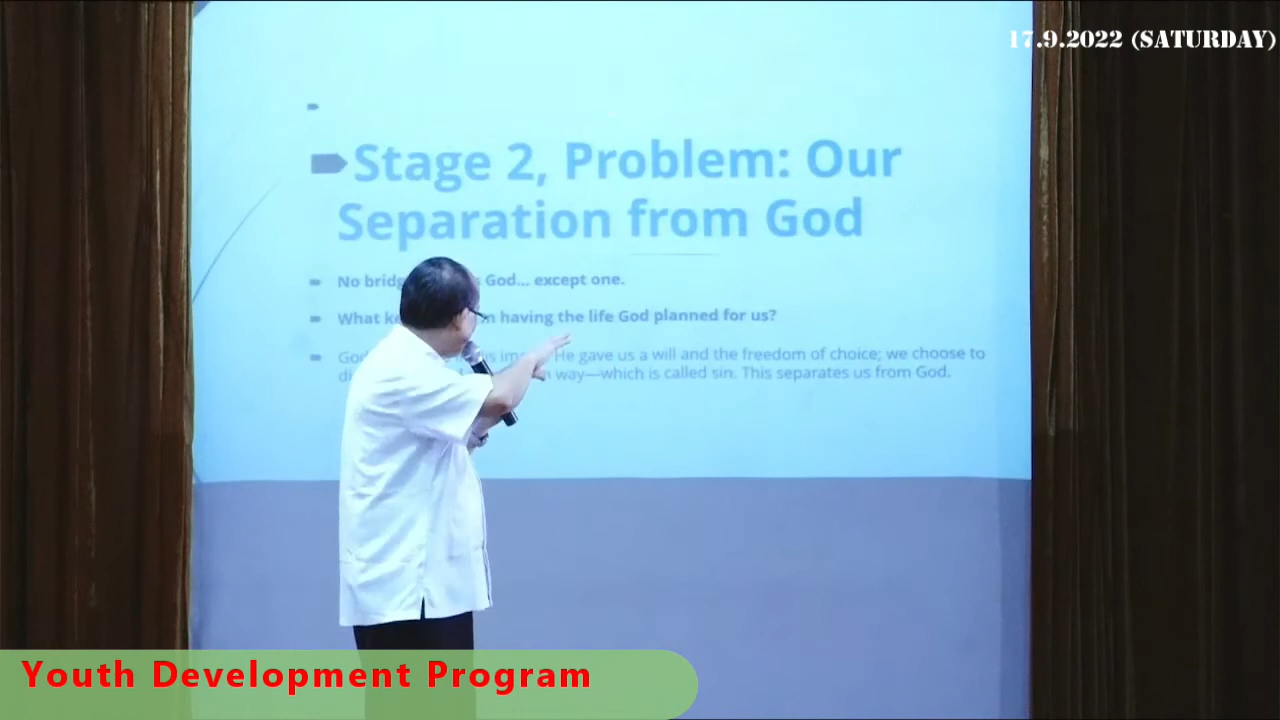 17.9.2022 (SATURDAY)
Stage 2, Problem: Our
Separation from God
No God... except one.
What having the life God planned for us?
God He gave us a will and the freedom of choice; we choose to
way—which is called sin. This separates us from God.
Youth Development Program